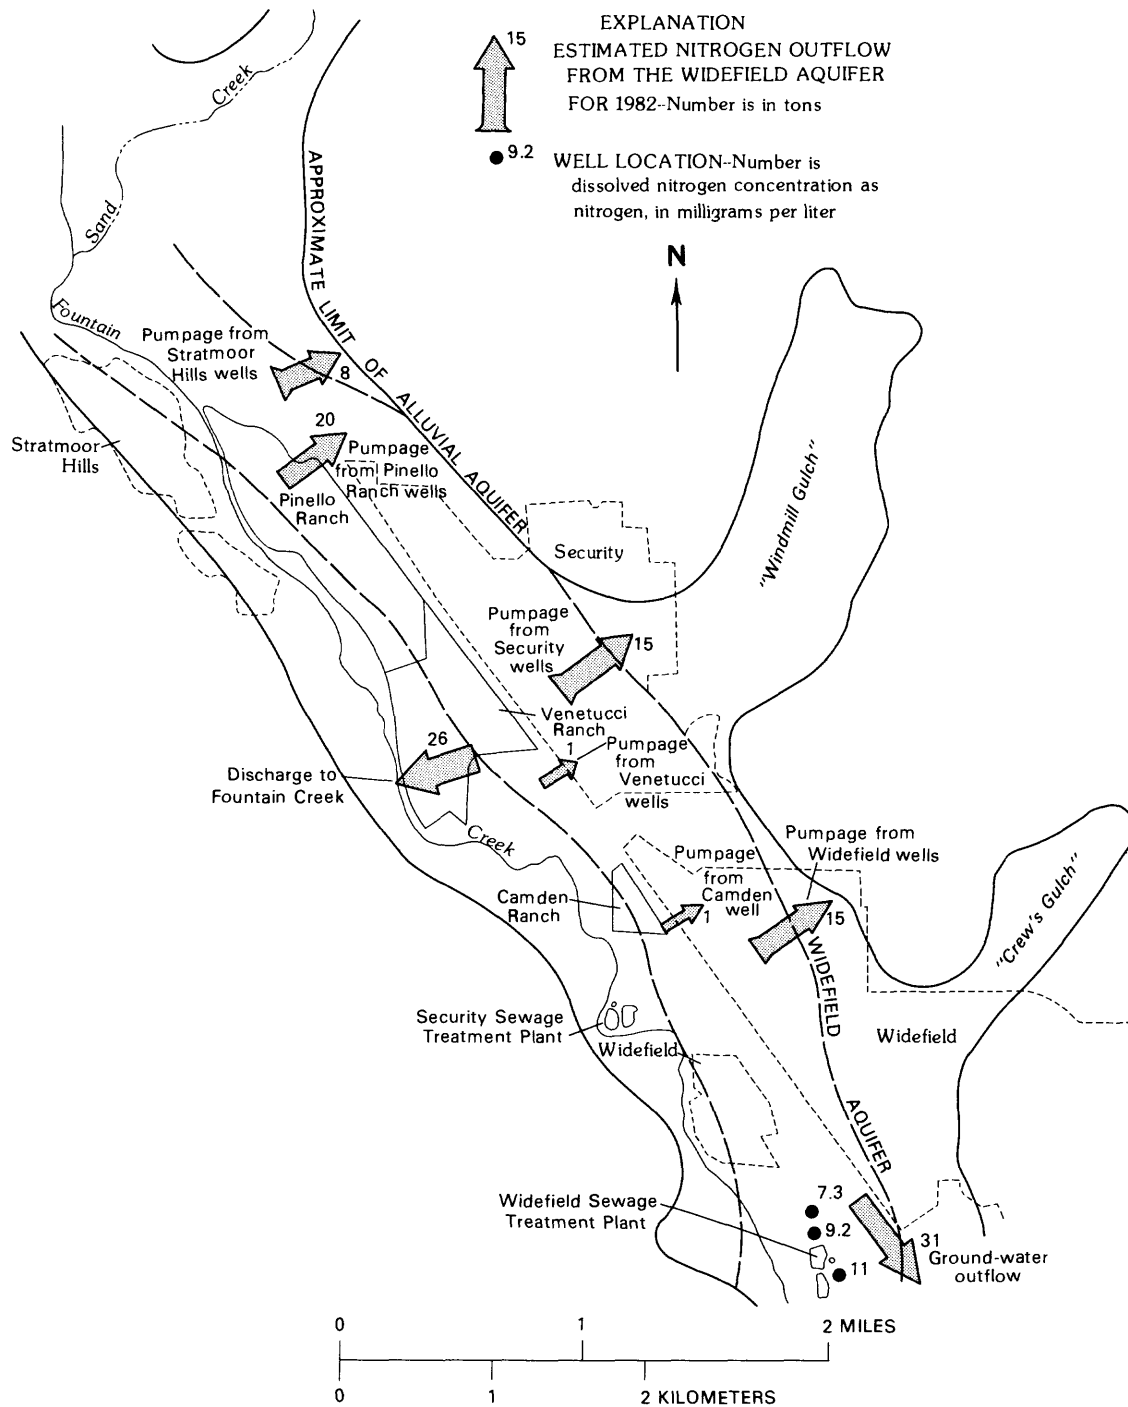 EXPLANATION
15
ESTIMATED NITROGEN OUTFLOW
FROM THE WIDEFIELD AQUIFER
FOR 1982--Number is in tons
9.2
WELL LOCATION--Number is
dissolved nitrogen concentration as
nitrogen, in milligrams per liter
N
Creek
Sand
Fountain
APPROXIMATE LIMIT OF ALLUVIAL AQUIFER
Pumpage from
Stratmoor
Hills wells
8
Stratmoor
Hills
20
Pumpage
from Pinello
Ranch wells
Pinello
Ranch
"Windmill Gulch"
Security
Pumpage
from
Security
wells
15
Venetucci
Ranch
26
1
Pumpage
from
Venetucci
wells
Discharge to
Fountain Creek
Creek
Pumpage from
Widefield wells
Pumpage
from
Camden
well
Camden
Ranch
1
15
"Crew's Gulch"
WIDEFIELD
Security Sewage
Treatment Plant
Widefield
Widefield
AQUIFER
Widefield Sewage
Treatment Plant
7.3
9.2
11
31
Ground-water
outflow
0 1 2 MILES
0 1 2 KILOMETERS